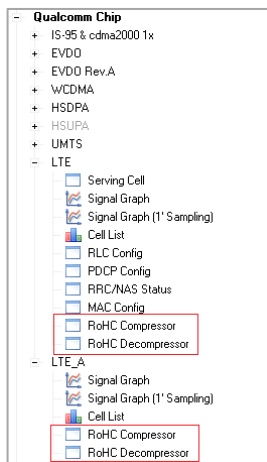 Qualcomm Chip
IS-95 & cdma2000 1x
EVDO
EVDO Rev.A
WCDMA
HSDPA
HSUPA
UMTS
LTE
Serving Cell
Signal Graph
Signal Graph (1' Sampling)
Cell List
RLC Config
PDCP Config
RRC/NAS Status
MAC Config
RoHC Compressor
RoHC Decompressor
LTE_A
Signal Graph
Signal Graph (1' Sampling)
Cell List
RoHC Compressor
RoHC Decompressor